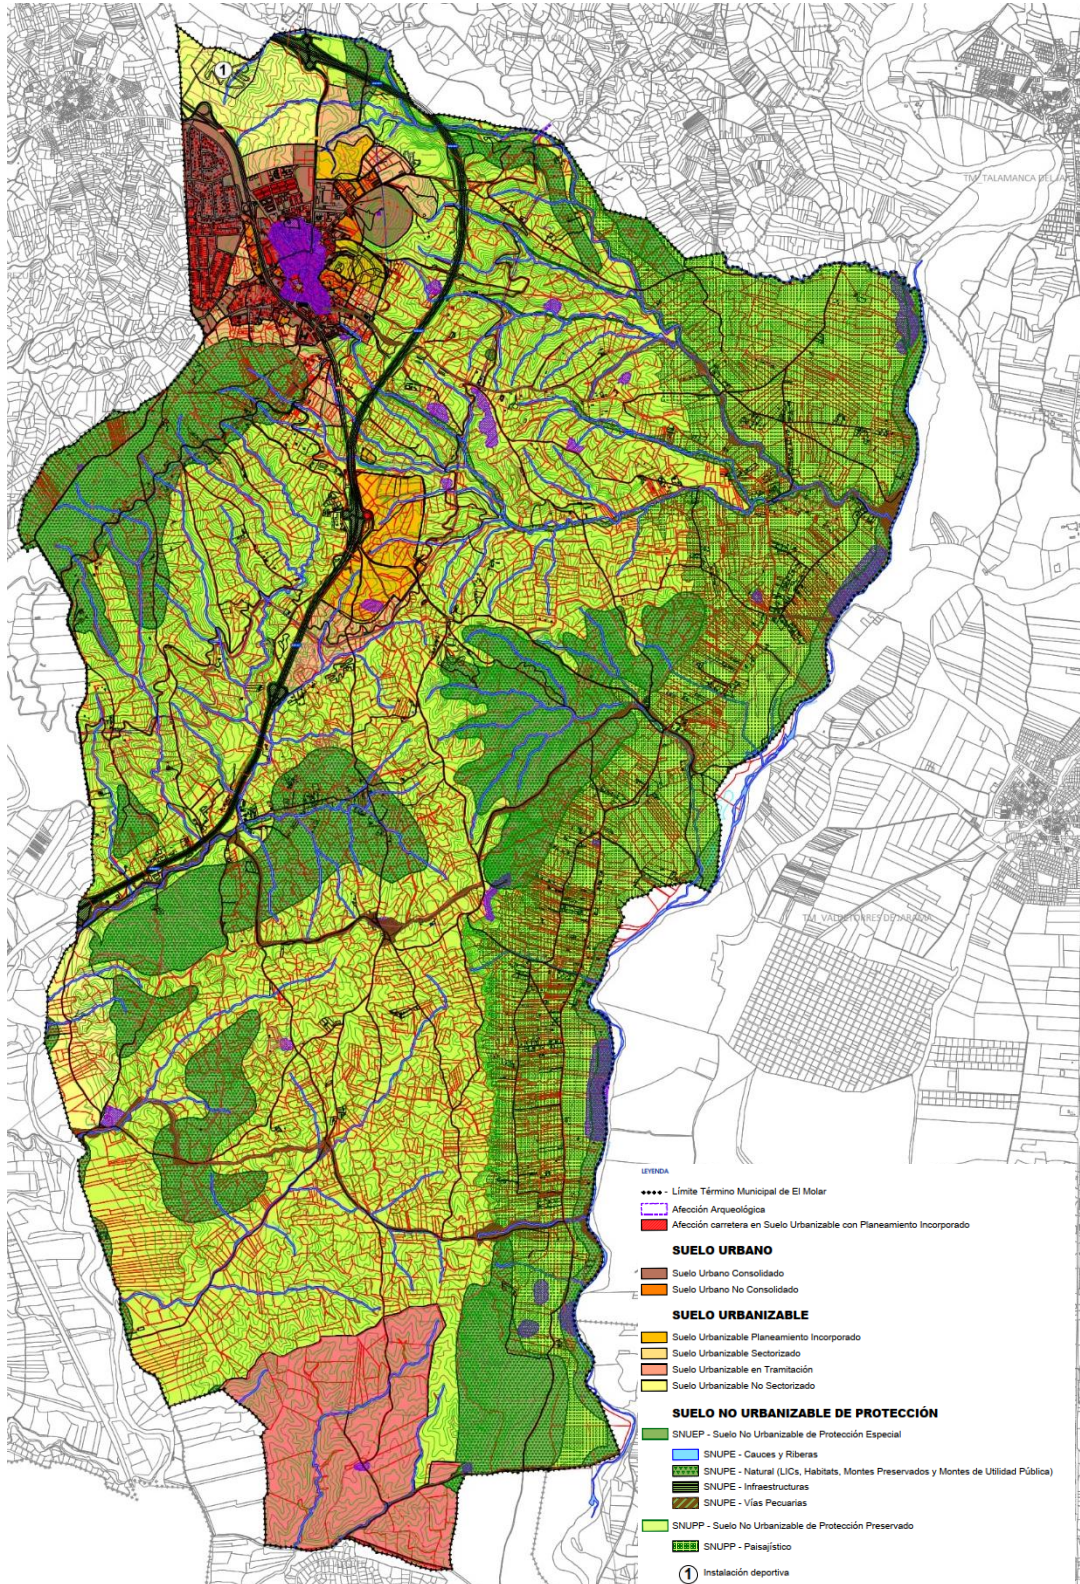 1
TM_TALAMANCA DEL JA
TM_VALDETORRES DE JARAMA
LEYENDA
Límite Término Municipal de El Molar
Afección Arqueológica
Afección carretera en Suelo Urbanizable con Planeamiento Incorporado
SUELO URBANO
Suelo Urbano Consolidado
Suelo Urbano No Consolidado
SUELO URBANIZABLE
Suelo Urbanizable Planeamiento Incorporado
Suelo Urbanizable Sectorizado
Suelo Urbanizable en Tramitación
Suelo Urbanizable No Sectorizado
SUELO NO URBANIZABLE DE PROTECCIÓN
SNUEP - Suelo No Urbanizable de Protección Especial
SNUPE - Cauces y Riberas
SNUPE - Natural (LICs, Habitats, Montes Preservados y Montes de Utilidad Pública)
SNUPE - Infraestructuras
SNUPE - Vías Pecuarias
SNUPP - Suelo No Urbanizable de Protección Preservado
SNUPP - Paisajístico
1 Instalación deportiva